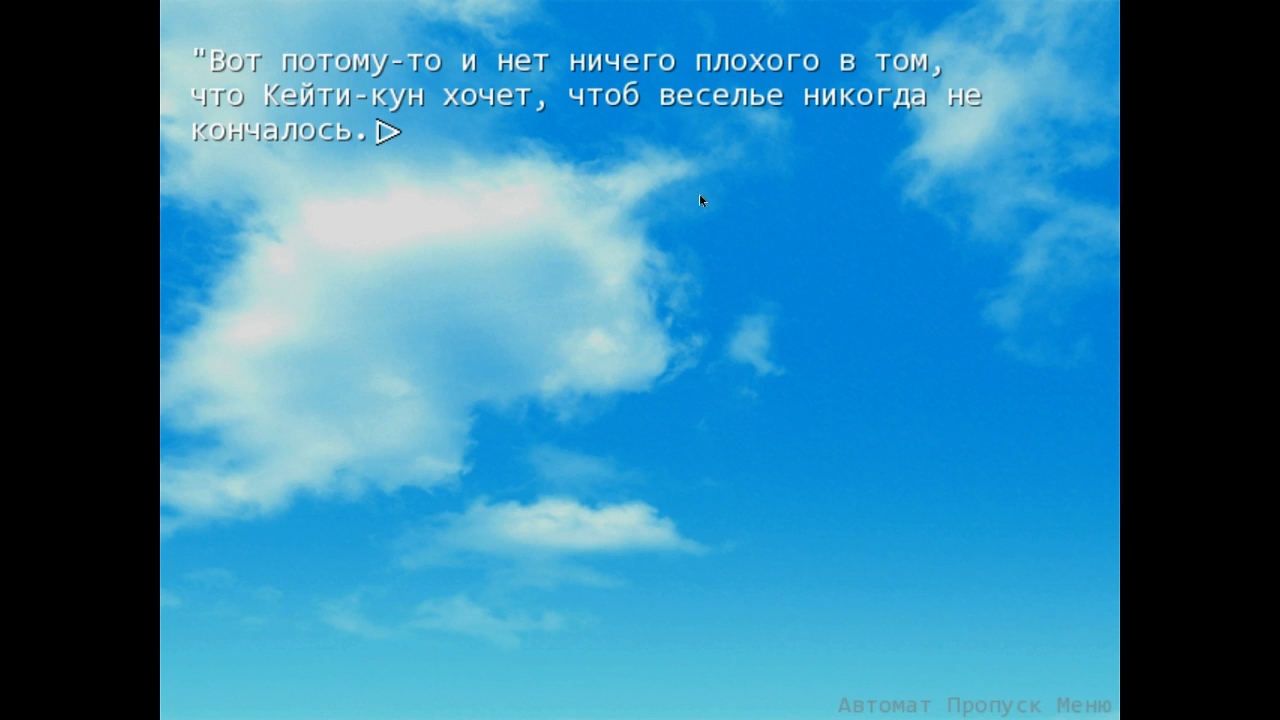 "Вот потому-то и нет ничего плохого в том,
что Кейти-кун хочет, чтоб веселье никогда не
кончалось.
Автомат Пропуск Меню